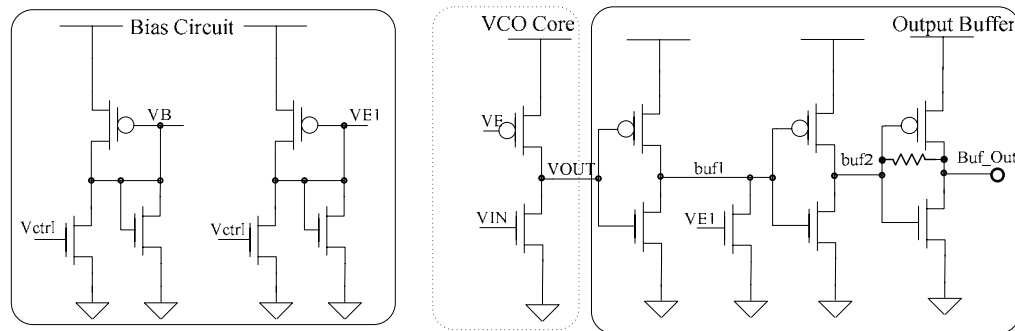 Bias Circuit
VB
VE1
Vctrl
Vctrl
VCO Core
VE
VOUT
VIN
Output Buffer
buf1
VE1
buf2
Buf_Out